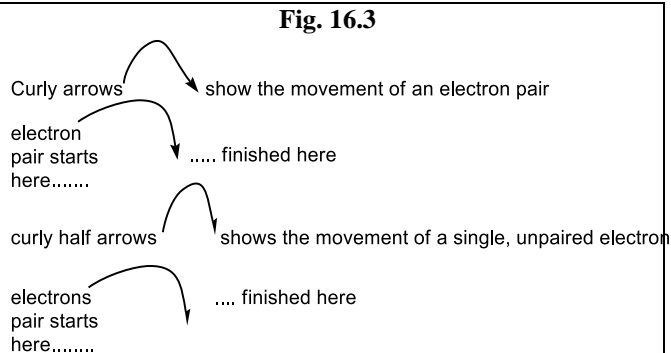 Fig. 16.3
Curly arrows show the movement of an electron pair
electron
pair starts ..... finished here
here.......
curly half arrows shows the movement of a single, unpaired electron
electrons .... finished here
pair starts
here........